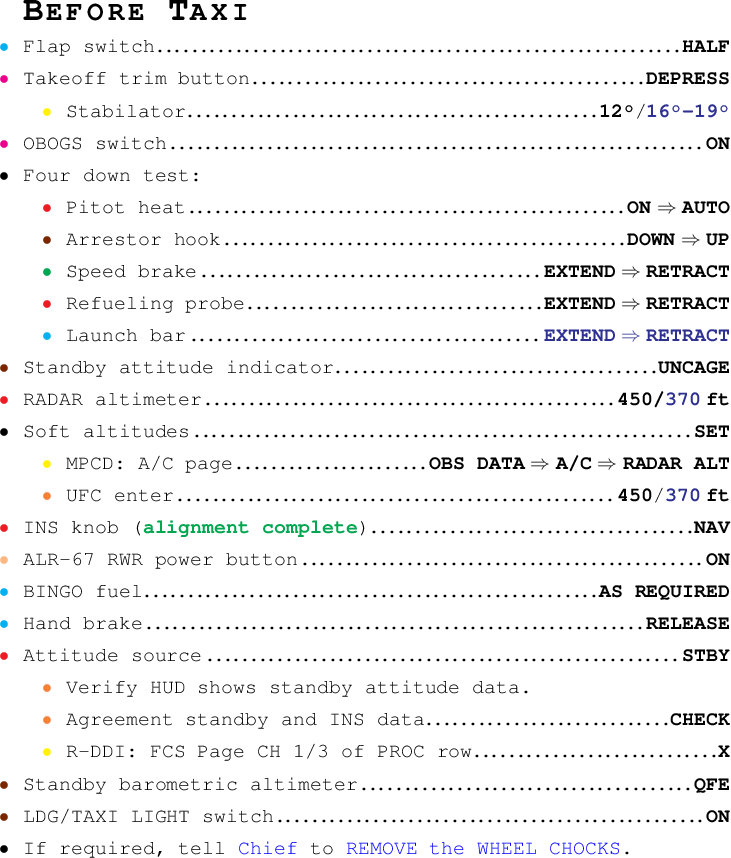 BEFORE TAXI
• Flap switch............................................................HALF
• Takeoff trim button.............................................DEPRESS
• Stabilator...............................................12°/16°–19°
• OBOGS switch.............................................................ON
• Four down test:
• Pitot heat..................................................ON ⇒ AUTO
• Arrestor hook..............................................DOWN ⇒ UP
• Speed brake.......................................EXTEND ⇒ RETRACT
• Refueling probe..................................EXTEND ⇒ RETRACT
• Launch bar........................................EXTEND ⇒ RETRACT
• Standby attitude indicator.....................................UNCAGE
• RADAR altimeter...............................................450/370 ft
• Soft altitudes.........................................................SET
• MPCD: A/C page......................OBS DATA ⇒ A/C ⇒ RADAR ALT
• UFC enter..................................................450/370 ft
• INS knob (alignment complete).....................................NAV
• ALR-67 RWR power button..............................................ON
• BINGO fuel....................................................AS REQUIRED
• Hand brake.........................................................RELEASE
• Attitude source......................................................STBY
• Verify HUD shows standby attitude data.
• Agreement standby and INS data............................CHECK
• R-DDI: FCS Page CH 1/3 of PROC row............................X
• Standby barometric altimeter......................................QFE
• LDG/TAXI LIGHT switch.................................................ON
• If required, tell Chief to REMOVE the WHEEL CHOCKS.